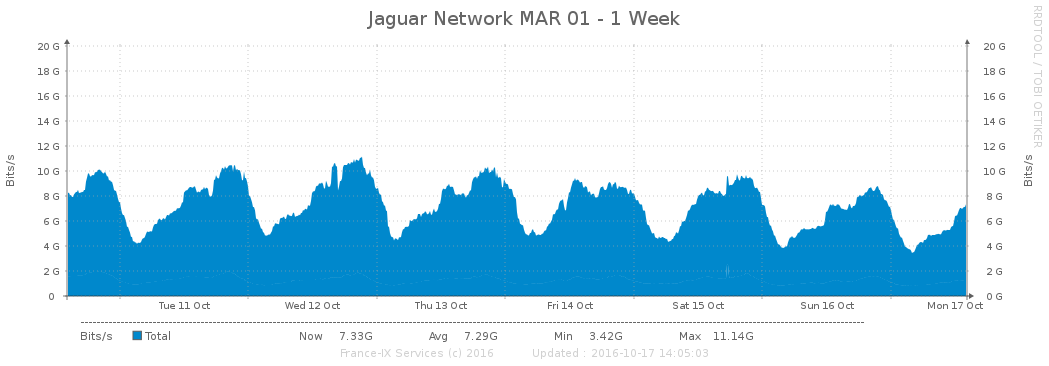 Jaguar Network MAR 01 - 1 Week
RRDTOOL / TOBI OETIKER
Bits/s
20 G 20 G
18 G 18 G
16 G 16 G
14 G 14 G
12 G 12 G
10 G 10 G
8 G 8 G
6 G 6 G
4 G 4 G
2 G 2 G
0 0 G
Bits/s
Tue 11 Oct Wed 12 Oct Thu 13 Oct Fri 14 Oct Sat 15 Oct Sun 16 Oct Mon 17 Oct
Bits/s Total Now 7.33G Avg 7.29G Min 3.42G Max 11.14G
France-IX Services (c) 2016 Updated : 2016-10-17 14:05:03